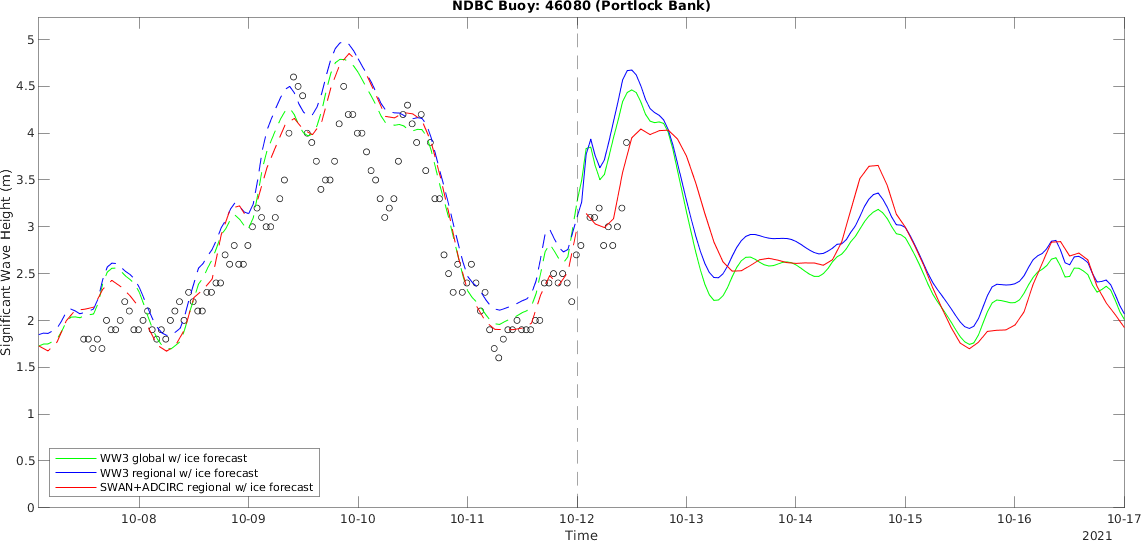 NDBC Buoy: 46080 (Portlock Bank)
Significant Wave Height (m)
5
4.5
4
3.5
3
2.5
2
1.5
1
0.5
0
WW3 global w/ ice forecast
WW3 regional w/ ice forecast
SWAN+ADCIRC regional w/ ice forecast
10-08 10-09 10-10 10-11 10-12 10-13 10-14 10-15 10-16 10-17
Time
2021